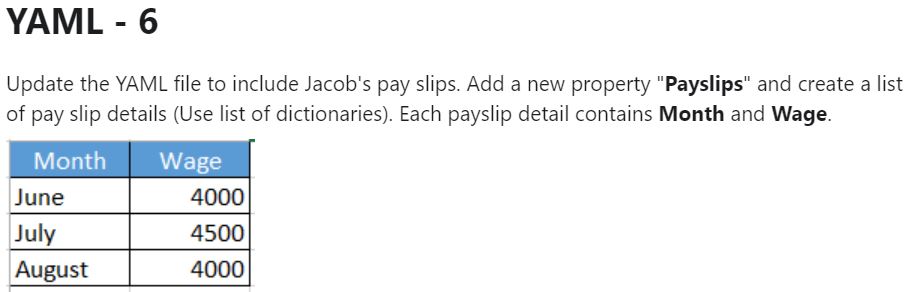 YAML - 6
Update the YAML file to include Jacob's pay slips. Add a new property "Payslips" and create a list
of pay slip details (Use list of dictionaries). Each payslip detail contains Month and Wage.
Month Wage
June 4000
July 4500
August 4000